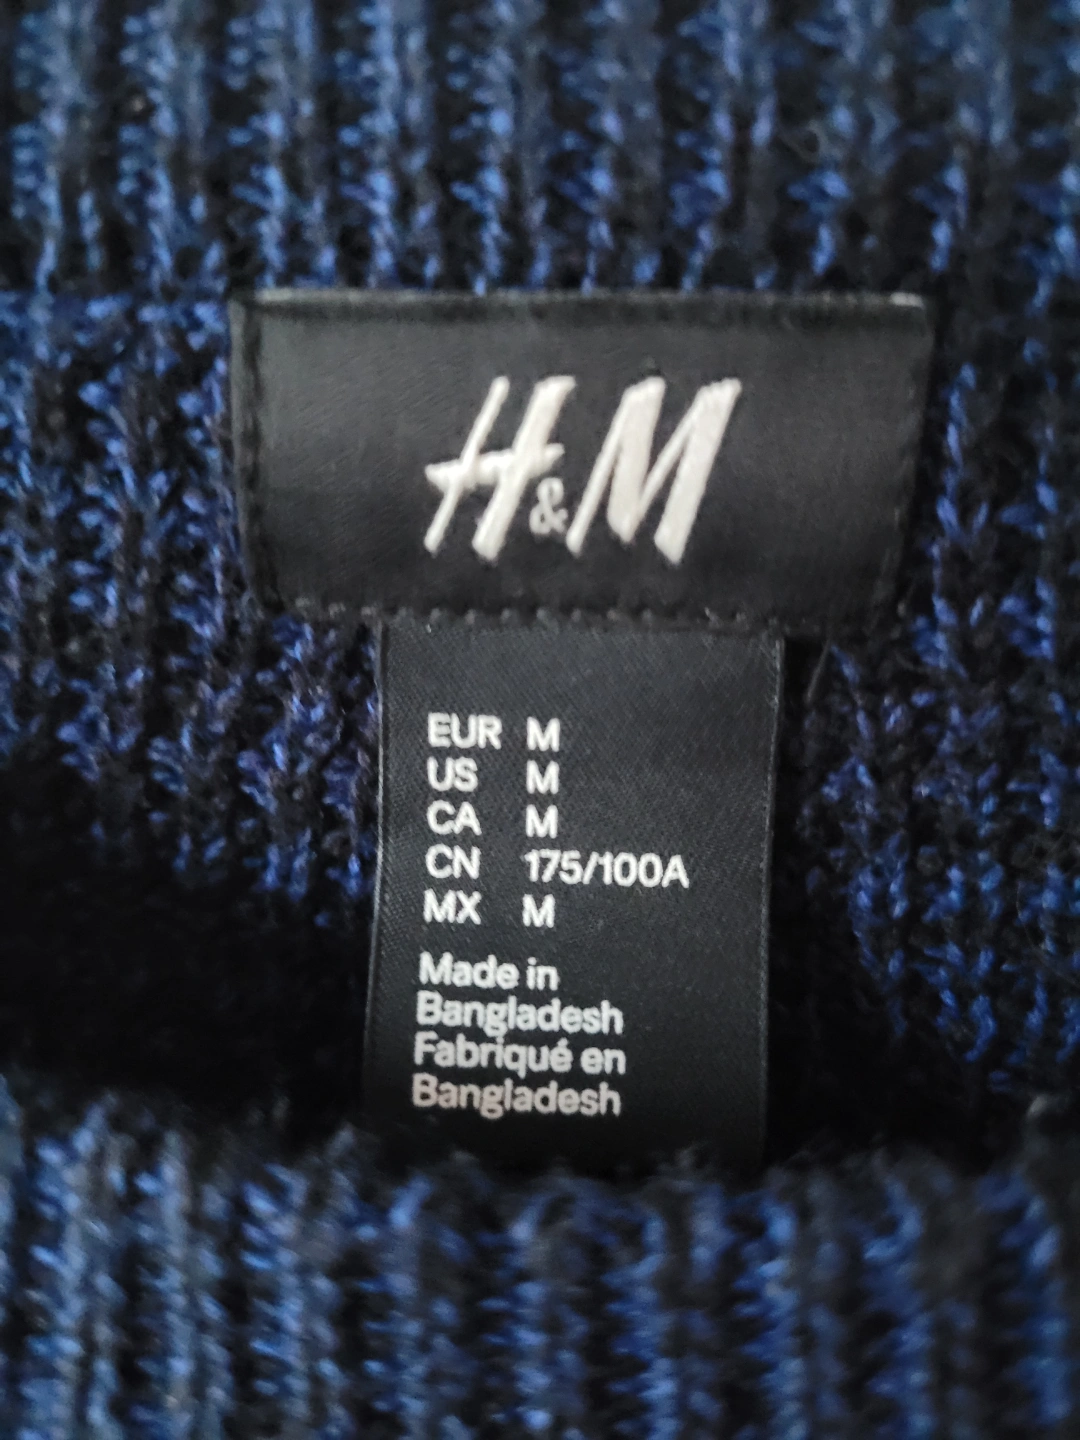 H&M
EUR M
US M
CA M
CN 175/100A
MX M
Made in
Bangladesh
Fabriqué en
Bangladesh